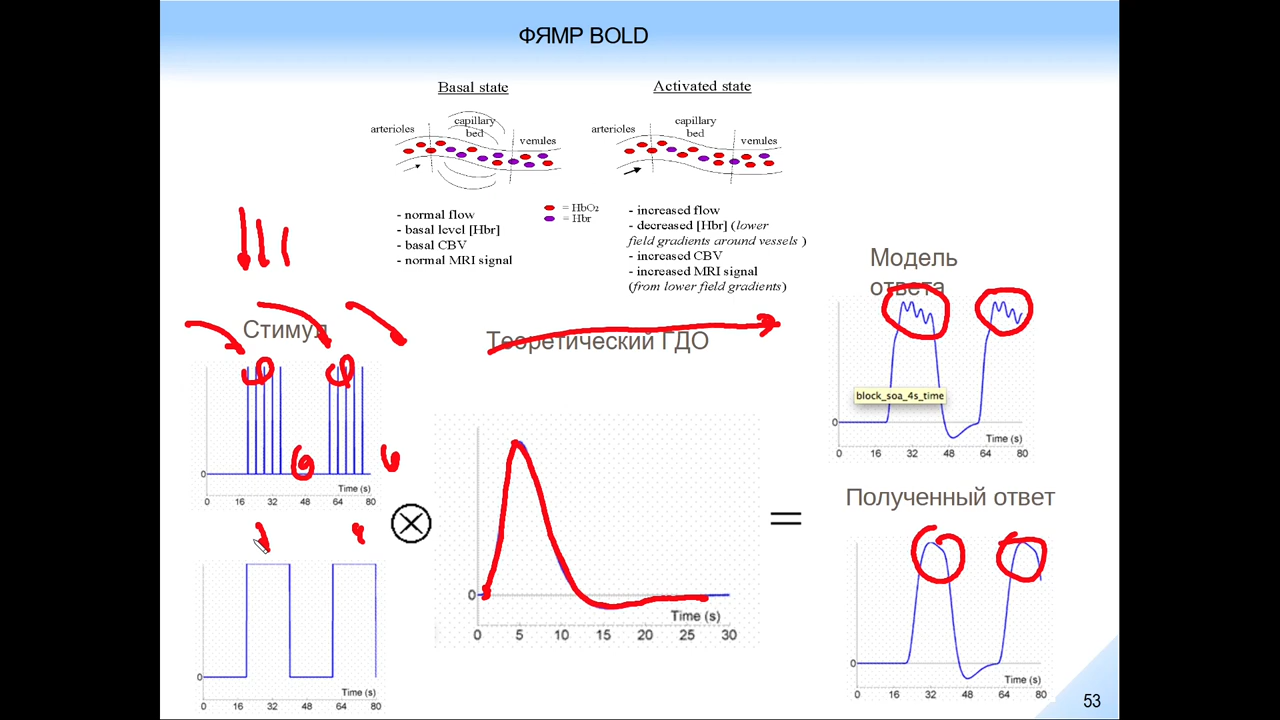 ФЯМР BOLD
Basal state
Activated state
arterioles
capillary
bed
venules
arterioles
capillary
bed
venules
= HbO2
= Hbr
- normal flow
- basal level [Hbr]
- basal CBV
- normal MRI signal
- increased flow
- decreased [Hbr] (lower
field gradients around vessels )
- increased CBV
- increased MRI signal
(from lower field gradients)
Стимул
Теоретический ГДО
Модель
ответа
0
Time (s)
0 16 32 48 64 80
0
Time (s)
0 16 32 48 64 80
0
Time (s)
0 5 10 15 20 25 30
=
block_soa_4s_time
0
Time (s)
0 16 32 48 64 80
Полученный ответ
0
Time (s)
0 16 32 48 64 80
53